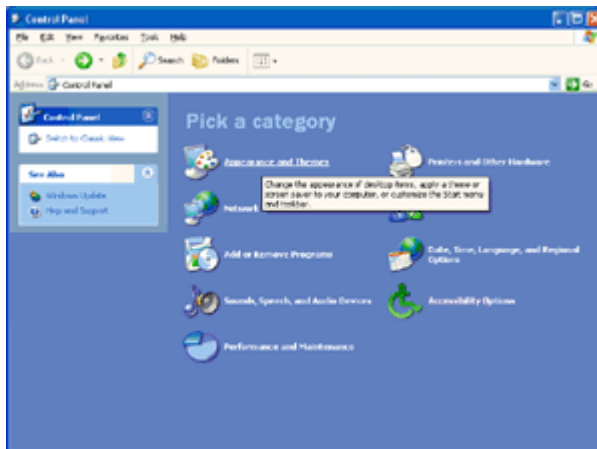 Control Panel
File Edit View Favorites Tools Help
Back Search Folders
Address Control Panel Go
Control Panel
Switch to Classic View
See Also
Windows Update
Help and Support
Pick a category
Appearance and Themes
Printers and Other Hardware
Change the appearance of desktop items, apply a theme or
screen saver to your computer, or customize the Start menu
and taskbar.
Network
Add or Remove Programs
Date, Time, Language, and Regional
Options
Sounds, Speech, and Audio Devices
Accessibility Options
Performance and Maintenance